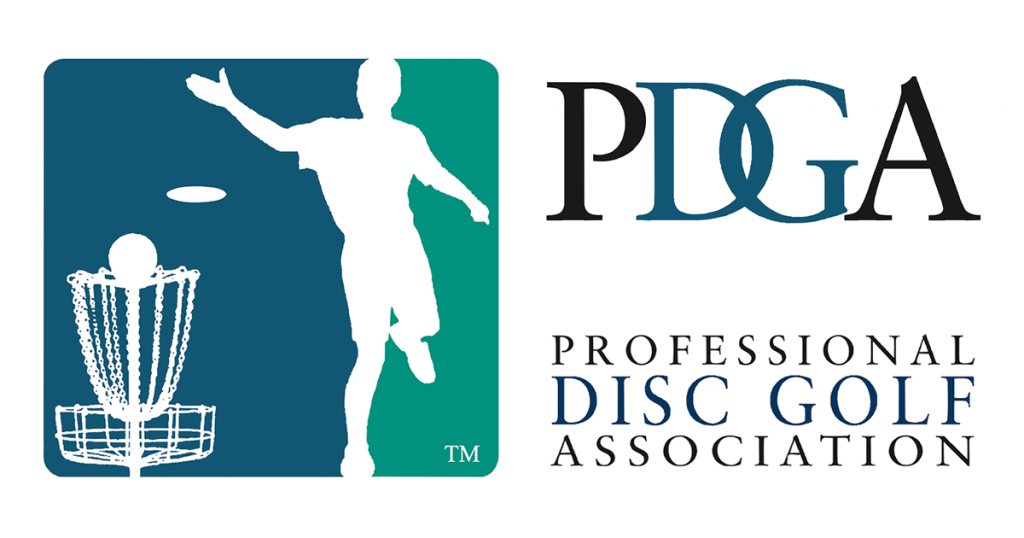 TM
PDGA
PROFESSIONAL
DISC GOLF
ASSOCIATION